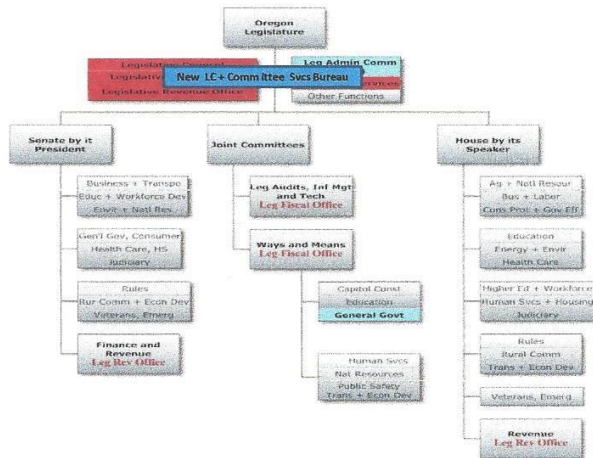 Oregon
Legislature
Legislative
Legislative Revenue Office
New LC+ Committee Svcs Bureau
Leg Admin Comm
Other Functions
Senate by it
President
Business + Transpo
Educ + Workforce Dev
Envir + Natl Res
Gen'l Gov, Consumer
Health Care, HS
Judiciary
Rules
Rur Comm + Econ Dev
Veterans, Emerg
Finance and
Revenue
Leg Rev Office
Joint Committees
Leg Audits, Inf Mgt
and Tech
Leg Fiscal Office
Ways and Means
Leg Fiscal Office
Capitol Const
Education
General Govt
Human Svcs
Nat Resources
Public Safety
Trans + Econ Dev
House by its
Speaker
Ag + Natl Resour
Bus + Labor
Cons Prot + Gov Eff
Education
Energy + Envir
Health Care
Higher Ed + Workforce
Human Svcs + Housing
Judiciary
Rules
Rural Comm
Trans + Econ Dev
Veterans, Emerg
Revenue
Leg Rev Office